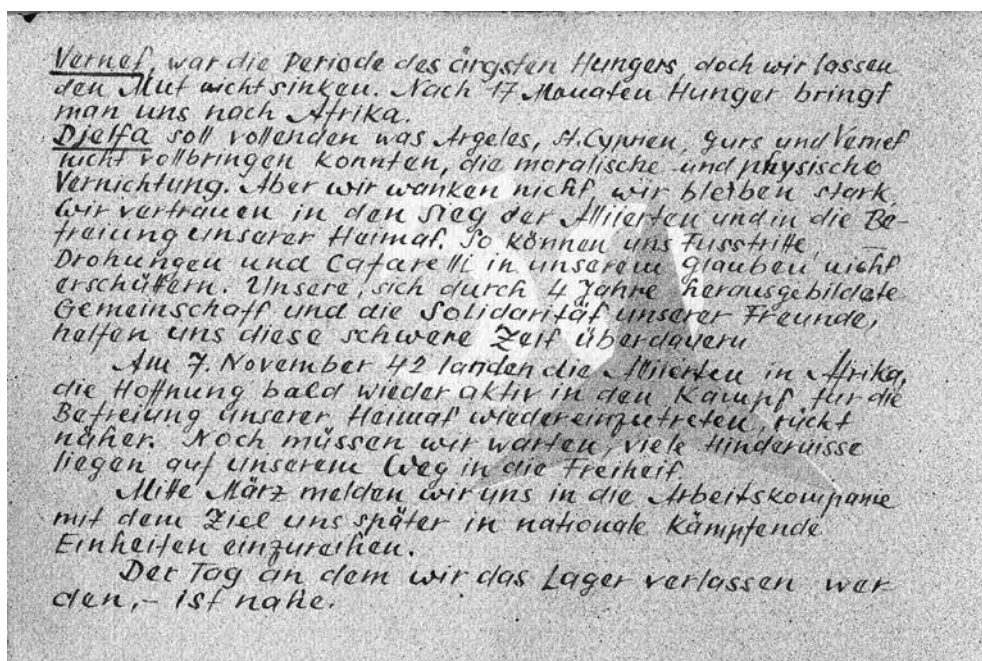 Vernet, war die Periode des ärgsten Hungers, doch wir lassen
den Mut nicht sinken. Nach 17 Monaten Hunger bringt
man uns nach Afrika.
Djelfa soll vollenden was Argeles, St. Cyprien, Gurs und Vernet
nicht vollbringen konnten, die moralische und physische
Vernichtung. Aber wir wanken nicht, wir bleiben stark,
wir vertrauen in den Sieg der Alliierten und in die Be-
freiung unserer Heimat. So können uns Fusstritte,
Drohungen und Cafarelli in unserem Glauben nicht
erschüttern. Unsere, sich durch 4 Jahre herausgebildete
Gemeinschaft und die Solidarität unserer Freunde,
helfen uns diese schwere Zeit überdauern
Am 7. November 42 landen die Alliierten in Afrika,
die Hoffnung bald wieder aktiv in den Kampf für die
Befreiung unserer Heimat wiedereinzutreten, rückt
näher. Noch müssen wir warten, viele Hindernisse
liegen auf unserem Weg in die Freiheit.
Mitte März melden wir uns in die Arbeitskompanie
mit dem Ziel uns später in nationale kämpfende
Einheiten einzureihen.
Der Tag an dem wir das Lager verlassen wer-
den,- ist nahe.